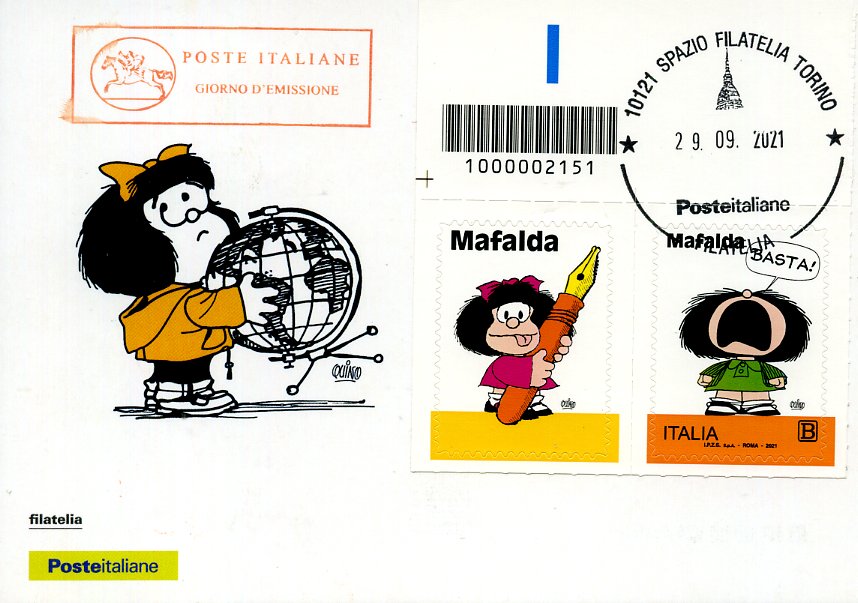 POSTE ITALIANE
GIORNO D'EMISSIONE
QUINO
filatelia
Posteitaliane
1000002151
10121 SPAZIO FILATELIA TORINO
29. 09. 2021
Posteitaliane
FILATELIA
Mafalda
QUINO
Mafalda
BASTA!
QUINO
ITALIA B
I.P.Z.S. S.p.A. - ROMA - 2021